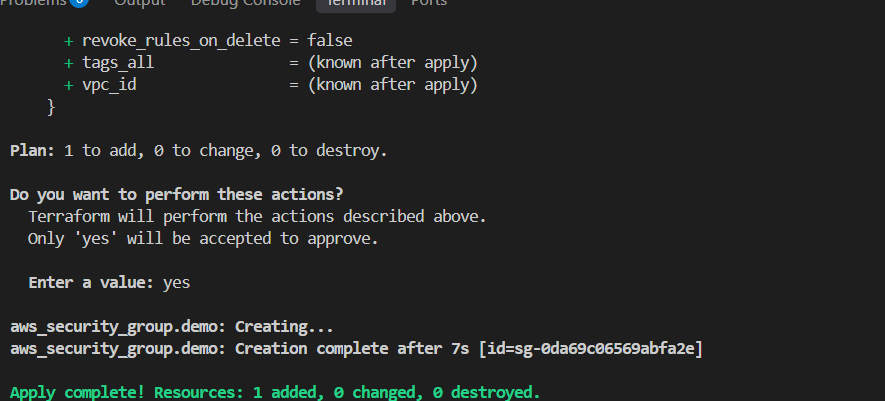 Problems Output Debug Console Terminal Ports
+ revoke_rules_on_delete = false
+ tags_all = (known after apply)
+ vpc_id = (known after apply)
}
Plan: 1 to add, 0 to change, 0 to destroy.
Do you want to perform these actions?
Terraform will perform the actions described above.
Only 'yes' will be accepted to approve.
Enter a value: yes
aws_security_group.demo: Creating...
aws_security_group.demo: Creation complete after 7s [id=sg-0da69c06569abfa2e]
Apply complete! Resources: 1 added, 0 changed, 0 destroyed.